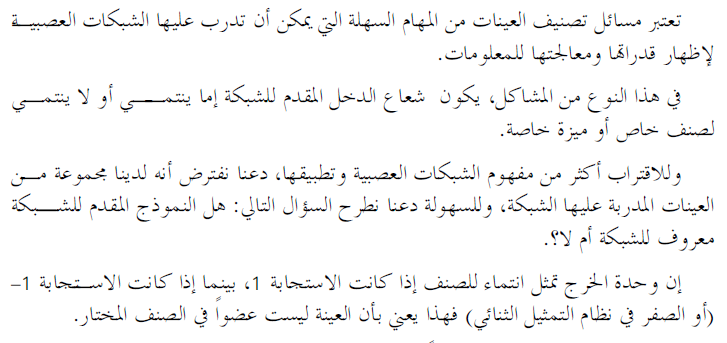 تعتبر مسائل تصنيف العينات من المهام السهلة التي يمكن أن تدرب عليها الشبكات العصبية
لإظهار قدراتها ومعالجتها للمعلومات.
في هذا النوع من المشاكل، يكون شعاع الدخل المقدم للشبكة إما ينتمي أو لا ينتمي
لصنف خاص أو ميزة خاصة.
وللاقتراب أكثر من مفهوم الشبكات العصبية وتطبيقها، دعنا نفترض أنه لدينا مجموعة من
العينات المدربة عليها الشبكة، وللسهولة دعنا نطرح السؤال التالي: هل النموذج المقدم للشبكة
معروف للشبكة أم لا؟.
إن وحدة الخرج تمثل انتماء للصنف إذا كانت الاستجابة 1، بينما إذا كانت الاستجابة 1–
(أو الصفر في نظام التمثيل الثنائي) فهذا يعني بأن العينة ليست عضواً في الصنف المختار.